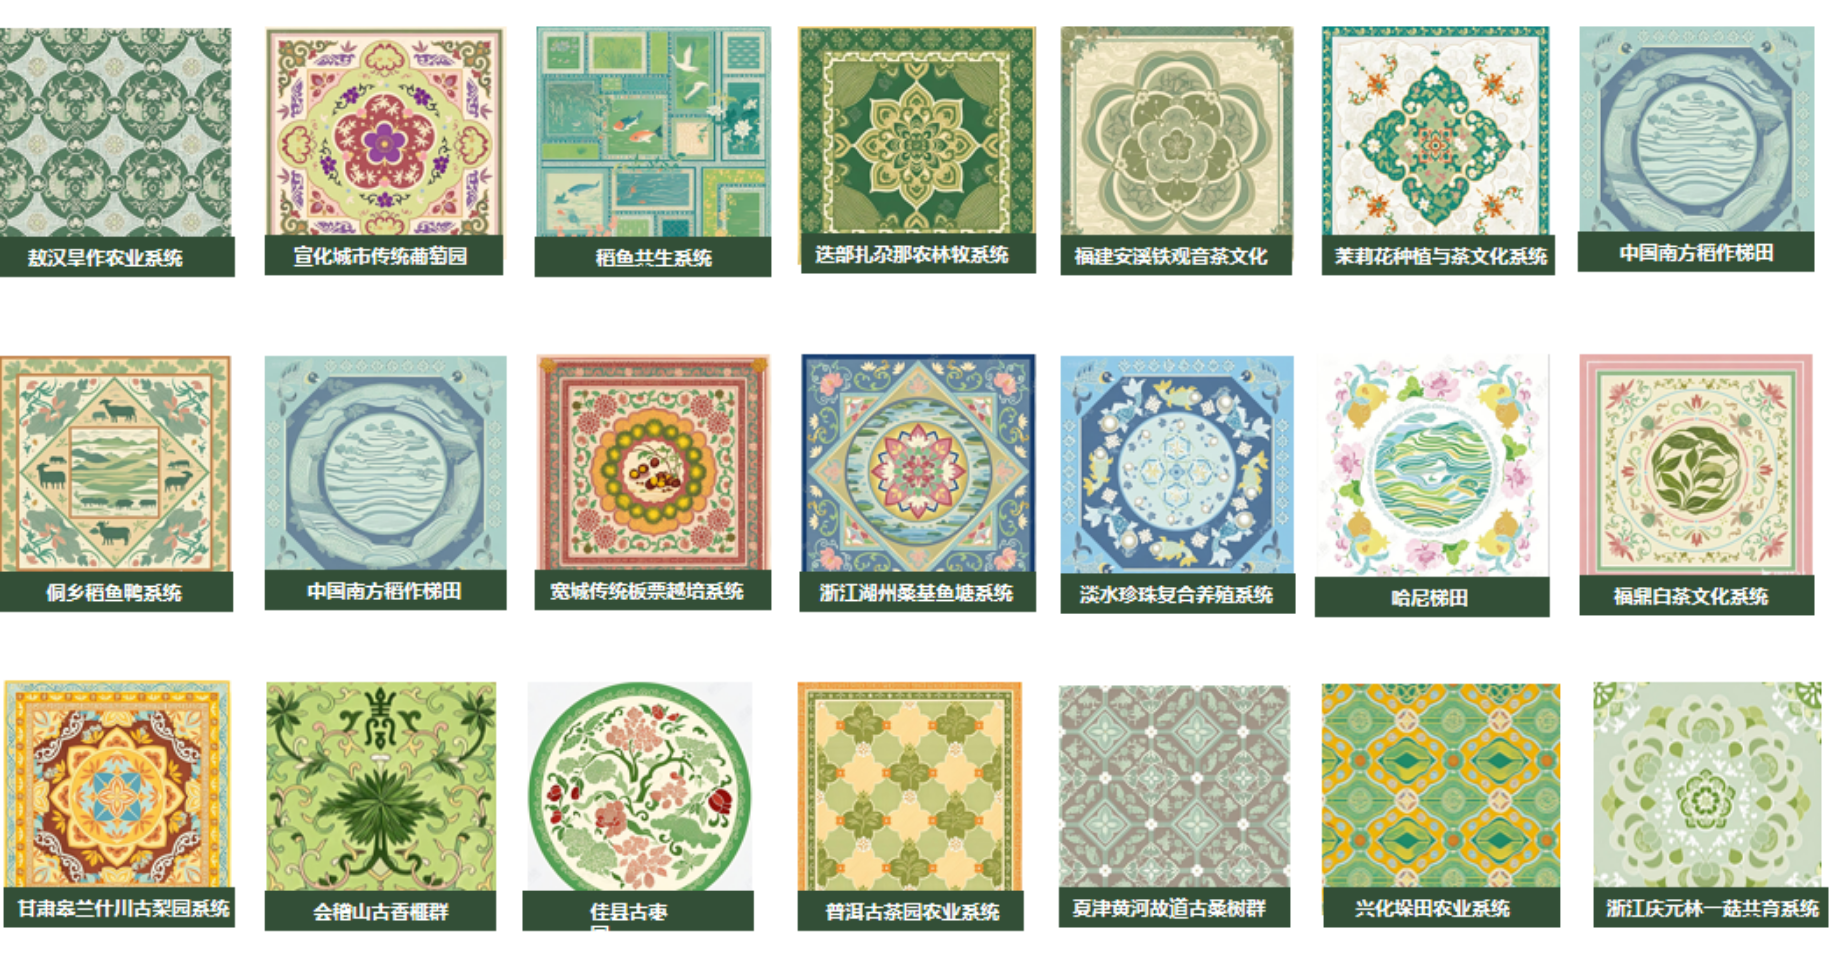 敖汉旱作农业系统
宣化城市传统葡萄园
稻鱼共生系统
迭部扎尕那农林牧系统
福建安溪铁观音茶文化
茉莉花种植与茶文化系统
中国南方稻作梯田
侗乡稻鱼鸭系统
中国南方稻作梯田
宽城传统板栗越培系统
浙江湖州桑基鱼塘系统
淡水珍珠复合养殖系统
哈尼梯田
福鼎白茶文化系统
甘肃皋兰什川古梨园系统
会稽山古香榧群
佳县古枣
园
普洱古茶园农业系统
夏津黄河故道古桑树群
兴化垛田农业系统
浙江庆元林一菇共育系统